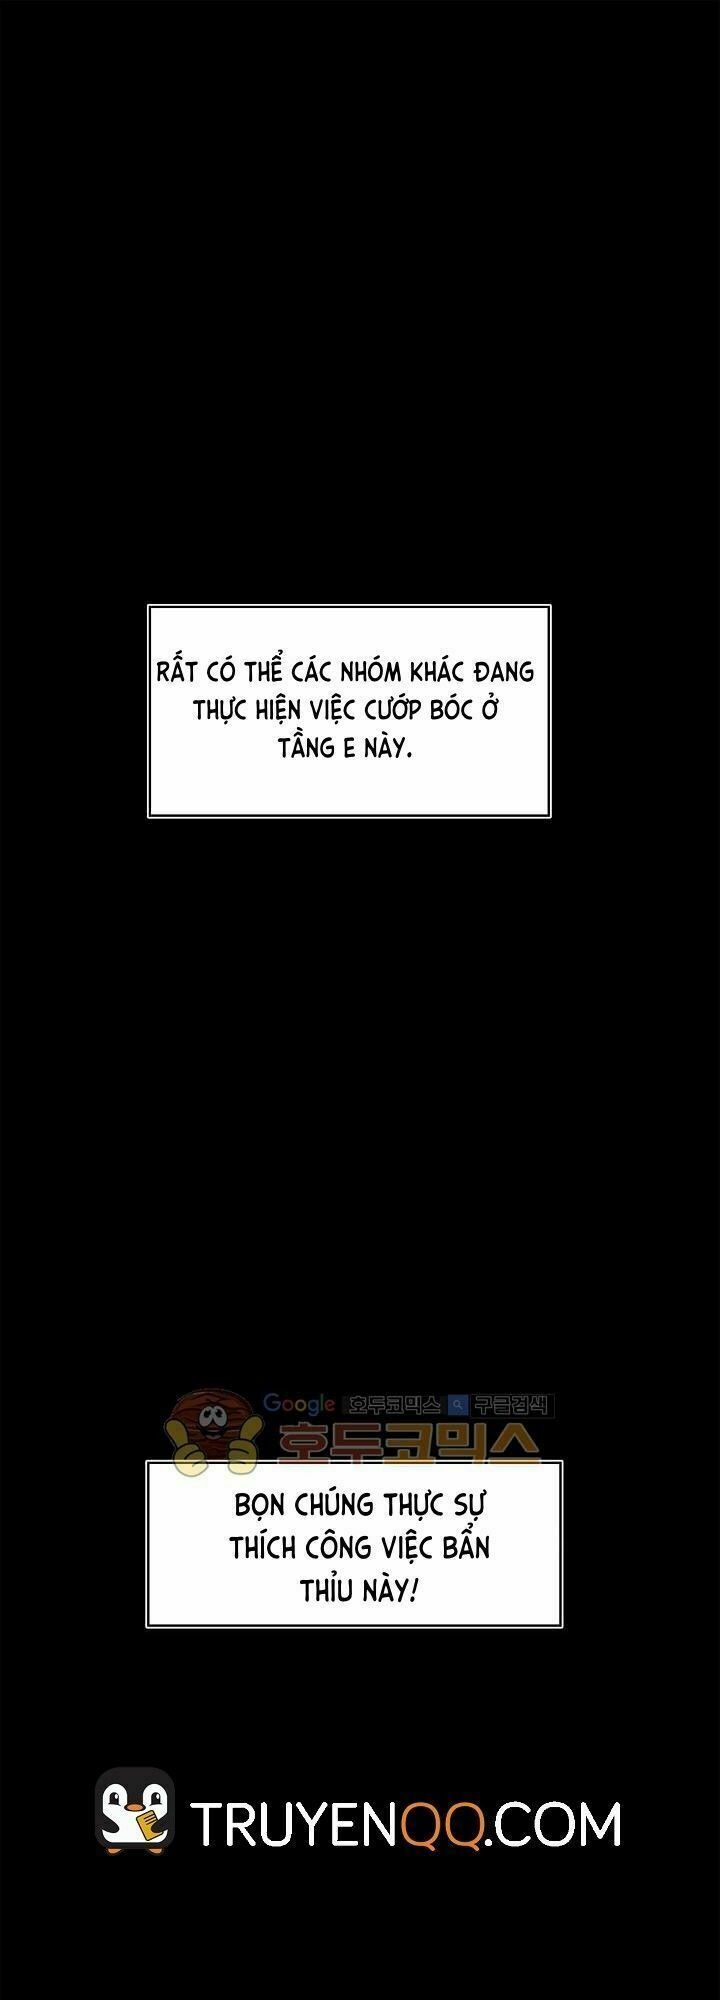 RẤT CÓ THỂ CÁC NHÓM KHÁC ĐANG
THỰC HIỆN VIỆC CƯỚP BÓC Ở
TẦNG E NÀY.
Google 호두코믹스 구글검색
호두코믹스
BỌN CHÚNG THỰC SỰ
THÍCH CÔNG VIỆC BẨN
THỈU NÀY!
TRUYENQQ.COM